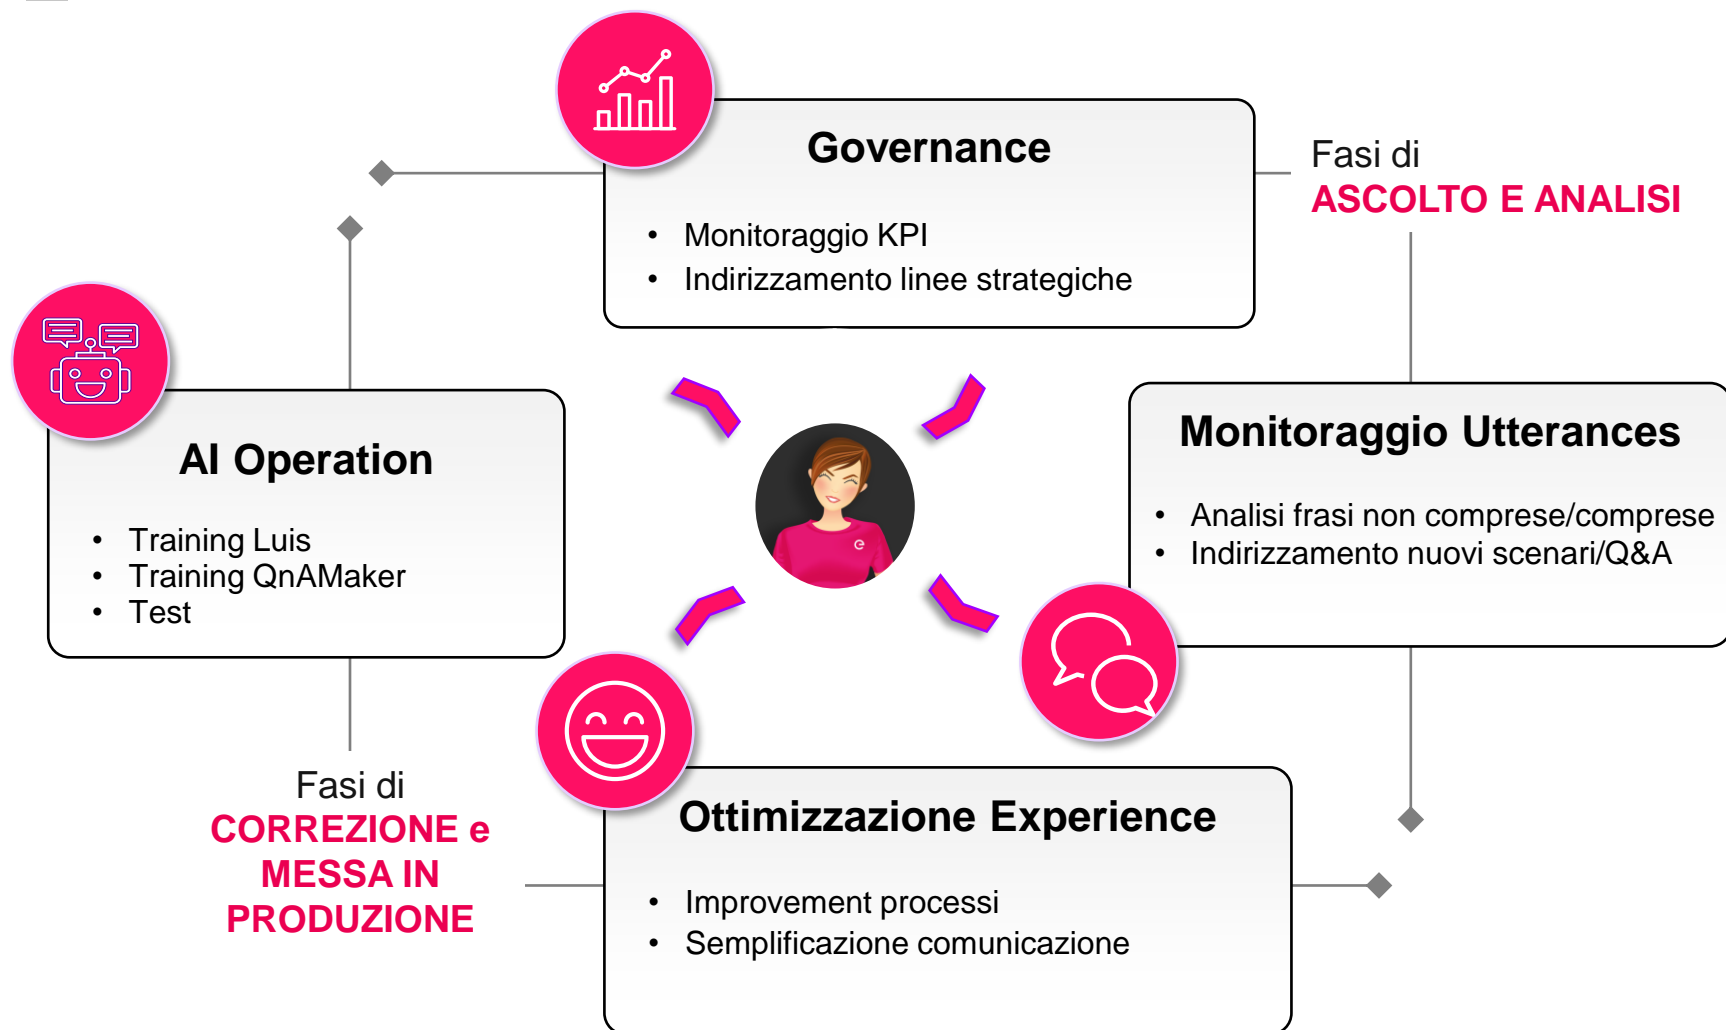 Governance
• Monitoraggio KPI
• Indirizzamento linee strategiche
Fasi di
ASCOLTO E ANALISI
AI Operation
• Training Luis
• Training QnAMaker
• Test
Monitoraggio Utterances
• Analisi frasi non comprese/comprese
• Indirizzamento nuovi scenari/Q&A
Fasi di
CORREZIONE e
MESSA IN
PRODUZIONE
Ottimizzazione Experience
• Improvement processi
• Semplificazione comunicazione